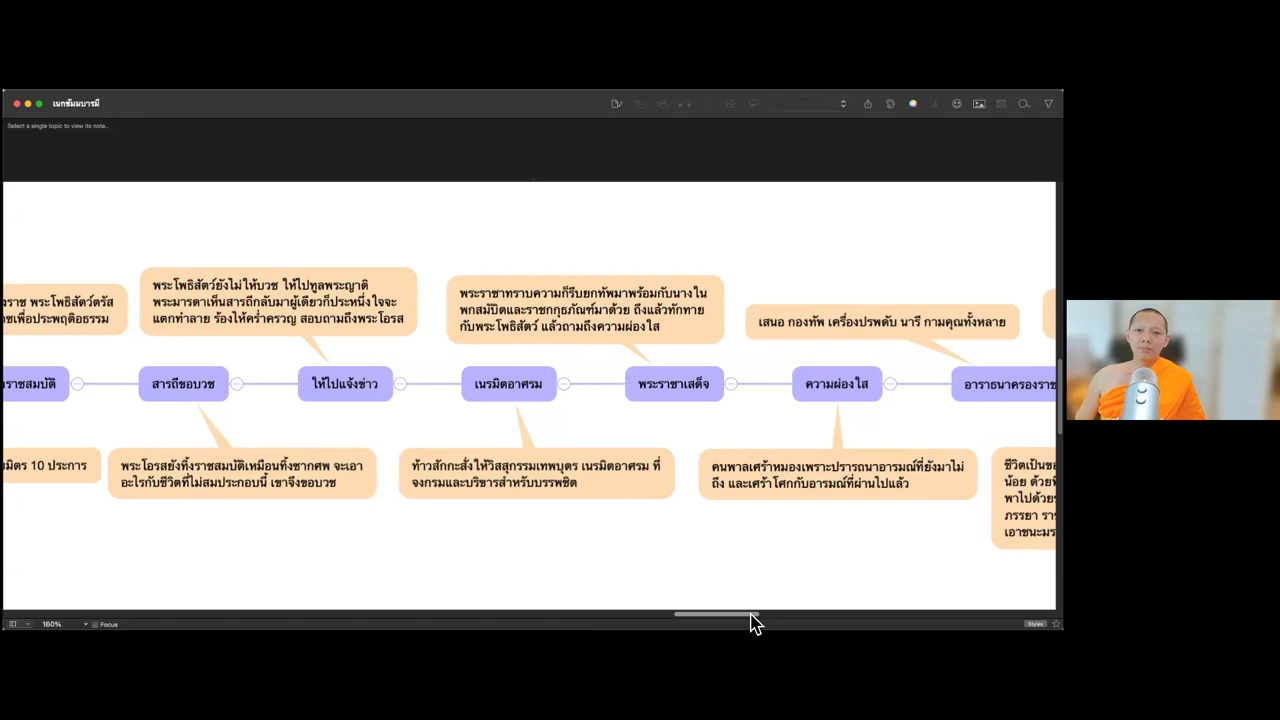 เนกขัมมบารมี
Select a single topic to view its note..
งราช พระโพธิสัตว์ตรัส
าชเพื่อประพฤติอธรรม
พระโพธิสัตว์ยังไม่ให้บวช ให้ไปทูลพระญาติ
พระมารดาเห็นสารถีกลับมาผู้เดียวก็ประหนึ่งใจจะ
แตกทำลาย ร้องไห้คร่ำครวญ สอบถามถึงพระโอรส
พระราชาทราบความก็รีบยกทัพมาพร้อมกับนางใน
พกสมัปิตและราชกกุธภัณฑ์มาด้วย ถึงแล้วทักทาย
กับพระโพธิสัตว์ แล้วถามถึงความผ่องใส
เสนอ กองทัพ เครื่องปรพดับ นารี กามคุณทั้งหลาย
ราชสมบัติ
สารถีขอบวช
ให้ไปแจ้งข่าว
เนรมิตอาศรม
พระราชาเสด็จ
ความผ่องใส
อาราธนาครองราช
มิตร 10 ประการ
พระโอรสยังทิ้งราชสมบัติเหมือนทิ้งซากศพ จะเอา
อะไรกับชีวิตที่ไม่สมประกอบนี้ เขาจึงขอบวช
ท้าวสักกะสั่งให้วิสสุกรรมเทพบุตร เนรมิตอาศรม ที่
จงกรมและบริขารสำหรับบรรพชิต
คนพาลเศร้าหมองเพราะปรารถนาอารมณ์ที่ยังมาไม่
ถึง และเศร้าโศกกับอารมณ์ที่ผ่านไปแล้ว
ชีวิตเป็นขอ
น้อย ด้วยที
พาไปด้วย
ภรรยา รา
เอาชนะมร
160%
Focus
Styles